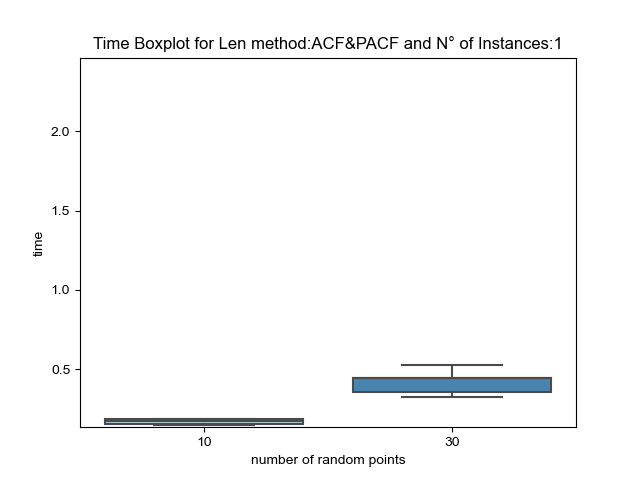 Time Boxplot for Len method:ACF&PACF and N° of Instances:1
2.0
1.5
1.0
0.5
time
10 30
number of random points